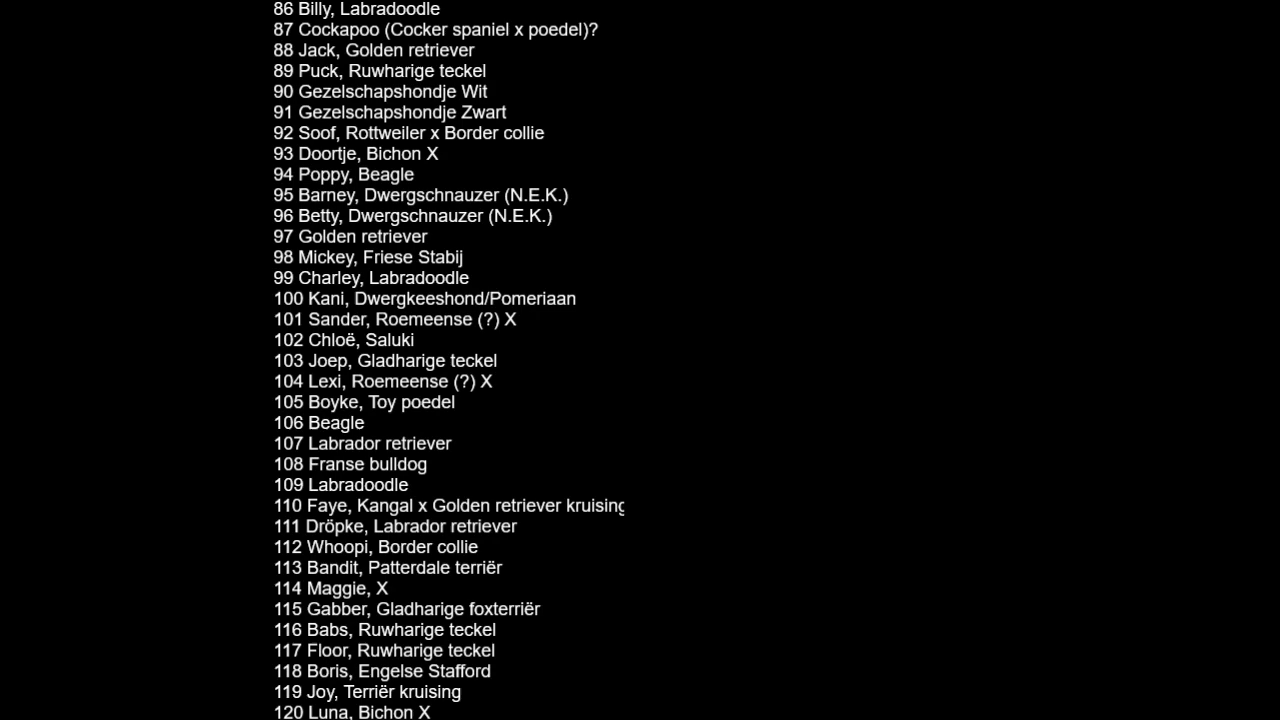 86 Billy, Labradoodle
87 Cockapoo (Cocker spaniel x poedel)?
88 Jack, Golden retriever
89 Puck, Ruwharige teckel
90 Gezelschapshondje Wit
91 Gezelschapshondje Zwart
92 Soof, Rottweiler x Border collie
93 Doortje, Bichon X
94 Poppy, Beagle
95 Barney, Dwergschnauzer (N.E.K.)
96 Betty, Dwergschnauzer (N.E.K.)
97 Golden retriever
98 Mickey, Friese Stabij
99 Charley, Labradoodle
100 Kani, Dwergkeeshond/Pomeriaan
101 Sander, Roemeense (?) X
102 Chloë, Saluki
103 Joep, Gladharige teckel
104 Lexi, Roemeense (?) X
105 Boyke, Toy poedel
106 Beagle
107 Labrador retriever
108 Franse bulldog
109 Labradoodle
110 Faye, Kangal x Golden retriever kruising
111 Dröpke, Labrador retriever
112 Whoopi, Border collie
113 Bandit, Patterdale terriër
114 Maggie, X
115 Gabber, Gladharige foxterriër
116 Babs, Ruwharige teckel
117 Floor, Ruwharige teckel
118 Boris, Engelse Stafford
119 Joy, Terriër kruising
120 Luna, Bichon X